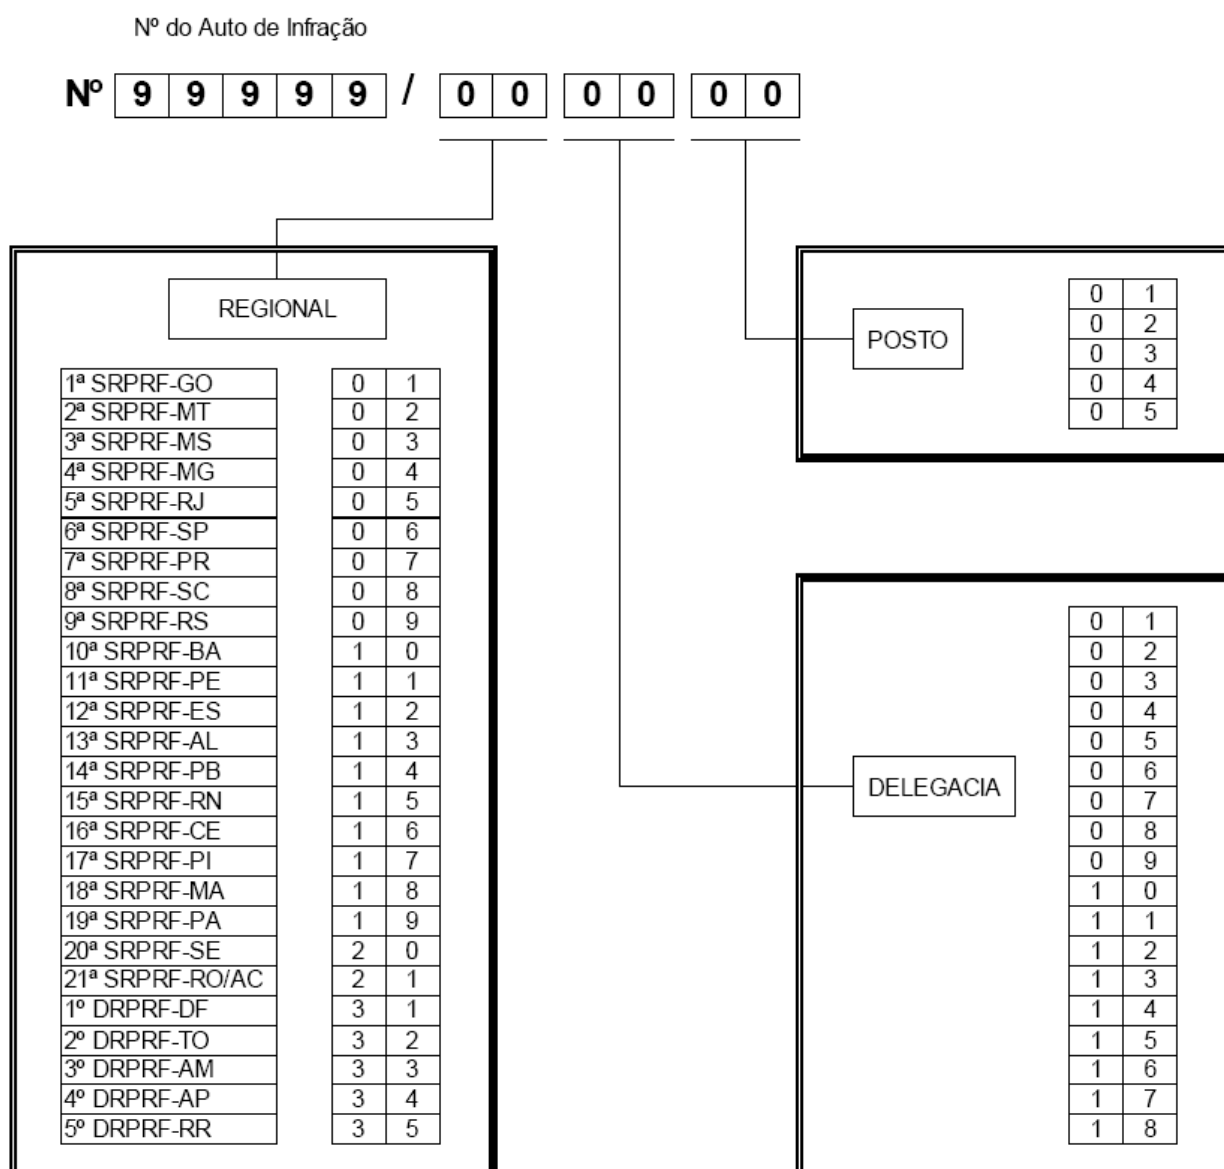 Nº do Auto de Infração
Nº 9 9 9 9 9 / 0 0 0 0 0 0
REGIONAL
1ª SRPRF-GO 0 1
2ª SRPRF-MT 0 2
3ª SRPRF-MS 0 3
4ª SRPRF-MG 0 4
5ª SRPRF-RJ 0 5
6ª SRPRF-SP 0 6
7ª SRPRF-PR 0 7
8ª SRPRF-SC 0 8
9ª SRPRF-RS 0 9
10ª SRPRF-BA 1 0
11ª SRPRF-PE 1 1
12ª SRPRF-ES 1 2
13ª SRPRF-AL 1 3
14ª SRPRF-PB 1 4
15ª SRPRF-RN 1 5
16ª SRPRF-CE 1 6
17ª SRPRF-PI 1 7
18ª SRPRF-MA 1 8
19ª SRPRF-PA 1 9
20ª SRPRF-SE 2 0
21ª SRPRF-RO/AC 2 1
1º DRPRF-DF 3 1
2º DRPRF-TO 3 2
3º DRPRF-AM 3 3
4º DRPRF-AP 3 4
5º DRPRF-RR 3 5
POSTO
0 1
0 2
0 3
0 4
0 5
DELEGACIA
0 1
0 2
0 3
0 4
0 5
0 6
0 7
0 8
0 9
1 0
1 1
1 2
1 3
1 4
1 5
1 6
1 7
1 8